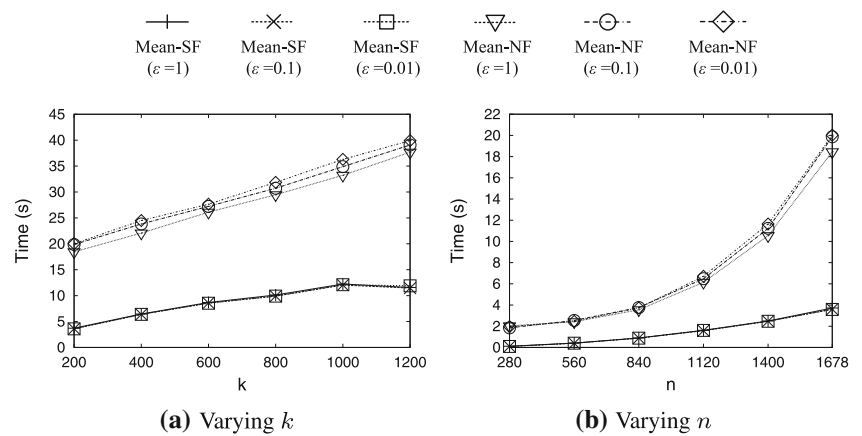 Mean-SF Mean-SF Mean-SF Mean-NF Mean-NF Mean-NF
(ε =1) (ε =0.1) (ε =0.01) (ε =1) (ε =0.1) (ε =0.01)
45
40
35
30
25
20
15
10
5
0
Time (s)
200 400 600 800 1000 1200
k
(a) Varying k
22
20
18
16
14
12
10
8
6
4
2
0
Time (s)
280 560 840 1120 1400 1678
n
(b) Varying n